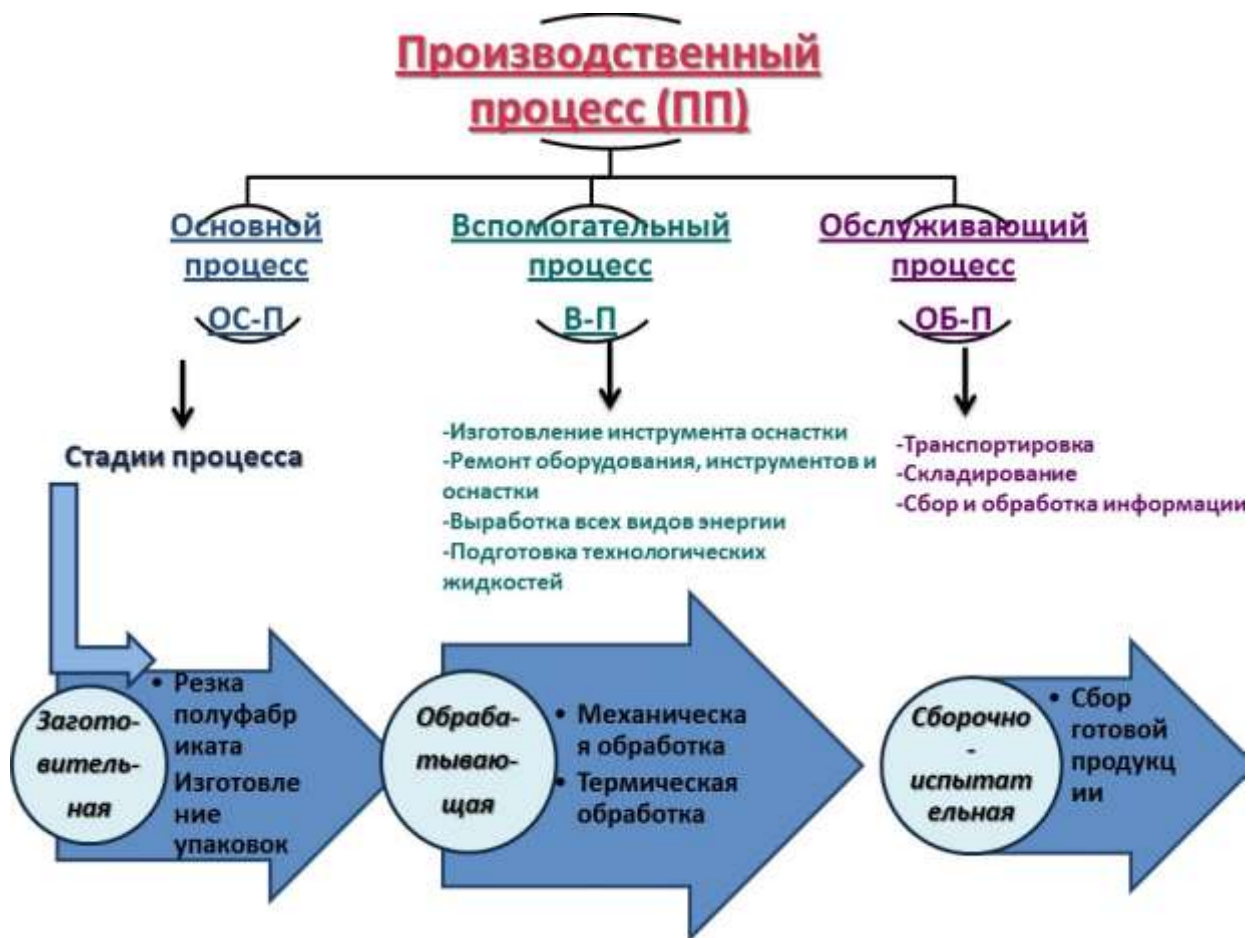 Производственный
процесс (ПП)
Основной
процесс
ОС-П
Вспомогательный
процесс
В-П
Обслуживающий
процесс
ОБ-П
Стадии процесса
-Изготовление инструмента оснастки
-Ремонт оборудования, инструментов и
оснастки
-Выработка всех видов энергии
-Подготовка технологических
жидкостей
-Транспортировка
-Складирование
-Сбор и обработка информации
Загото-
витель-
ная
• Резка
полуфабр
иката
Изготовле
ние
упаковок
Обраба-
тываю-
щая
• Механическа
я обработка
• Термическая
обработка
Сборочно
-
испытат
ельная
• Сбор
готовой
продукц
ии